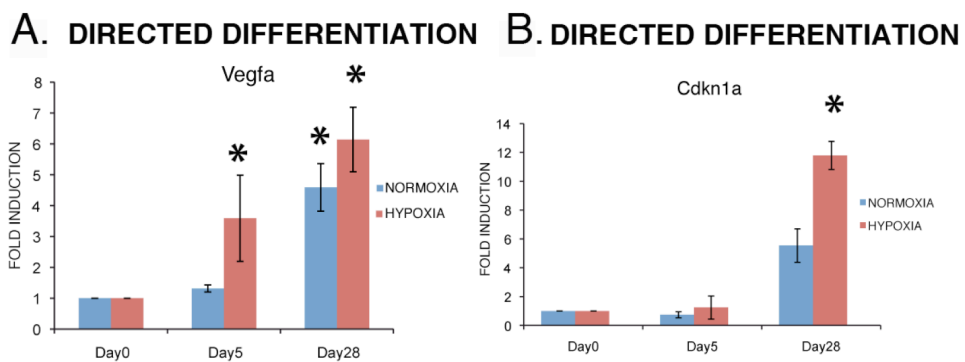 A. DIRECTED DIFFERENTIATION
Vegfa
*
*
*
8
7
6
5
4
3
2
1
0
FOLD INDUCTION
NORMOXIA
HYPOXIA
Day0 Day5 Day28
B. DIRECTED DIFFERENTIATION
Cdkn1a
*
14
12
10
8
6
4
2
0
FOLD INDUCTION
NORMOXIA
HYPOXIA
Day0 Day5 Day28